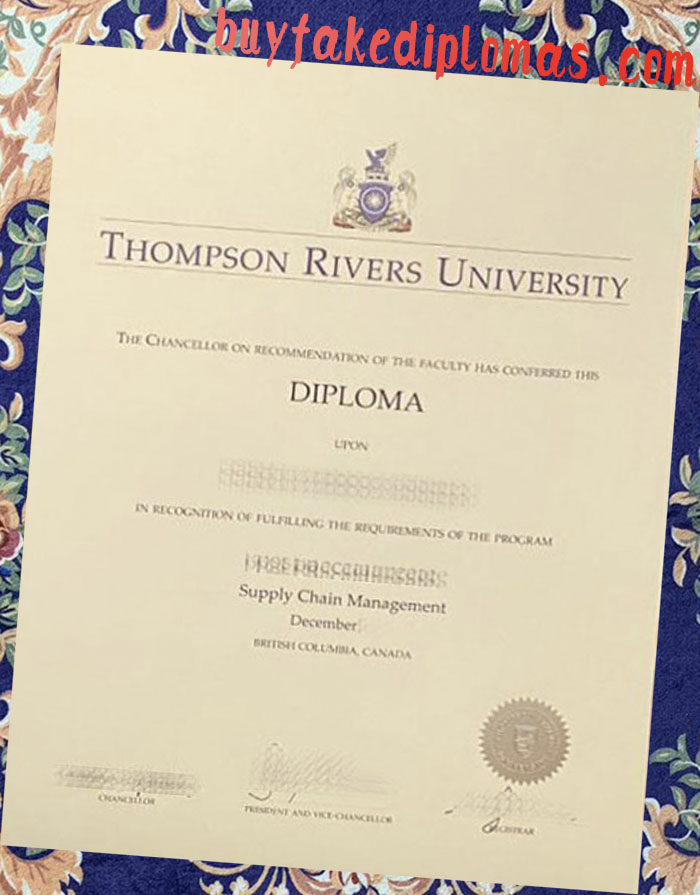 buyfakediplomas.com
THOMPSON RIVERS UNIVERSITY
THE CHANCELLOR ON RECOMMENDATION OF THE FACULTY HAS CONFERRED THIS
DIPLOMA
UPON
IN RECOGNITION OF FULFILLING THE REQUIREMENTS OF THE PROGRAM
Supply Chain Management
December
BRITISH COLUMBIA, CANADA
CHANCELLOR
PRESIDENT AND VICE-CHANCELLOR
REGISTRAR